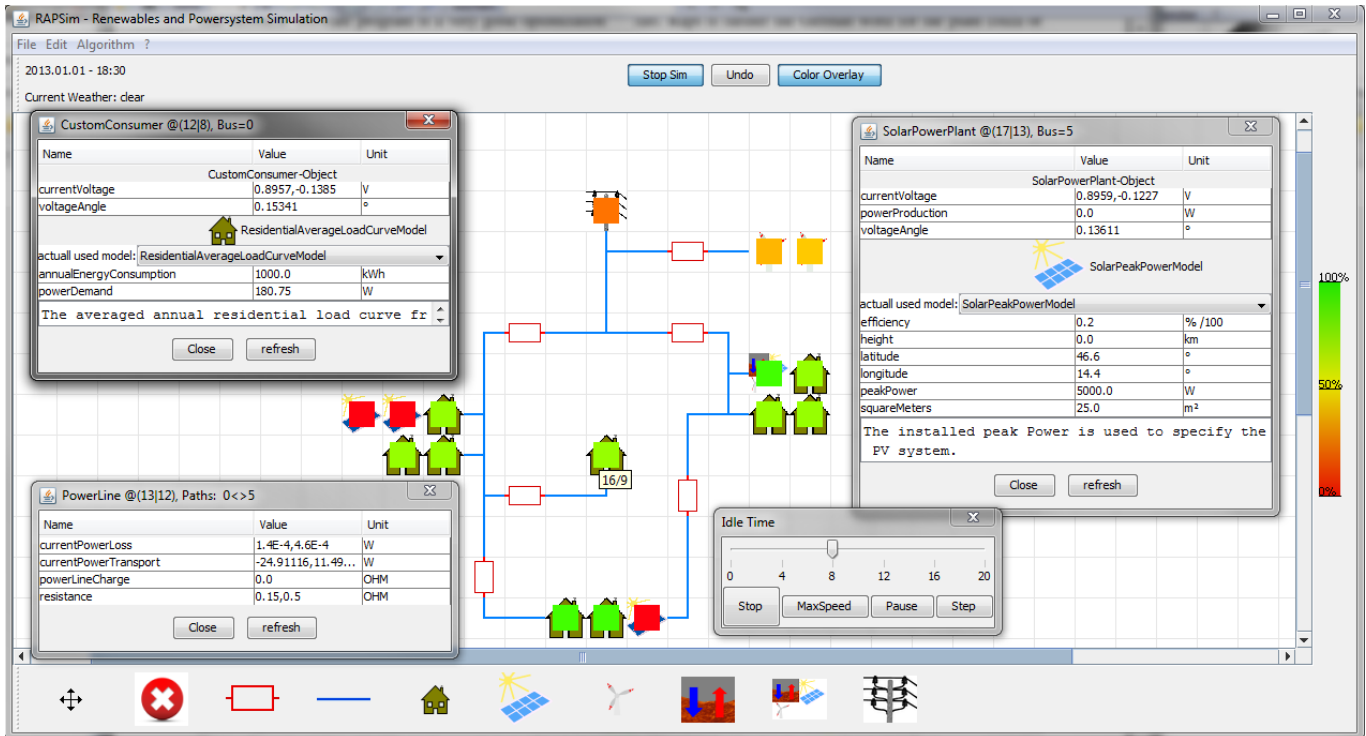 RAPSim - Renewables and Powersystem Simulation
File Edit Algorithm ?
2013.01.01 - 18:30
Stop Sim Undo Color Overlay
Current Weather: clear
CustomConsumer @(12|8), Bus=0
Name Value Unit
CustomConsumer-Object
currentVoltage 0.8957,-0.1385 V
voltageAngle 0.15341 °
ResidentialAverageLoadCurveModel
actuall used model: ResidentialAverageLoadCurveModel
annualEnergyConsumption 1000.0 kWh
powerDemand 180.75 W
The averaged annual residential load curve fr
Close refresh
SolarPowerPlant @(17|13), Bus=5
Name Value Unit
SolarPowerPlant-Object
currentVoltage 0.8959,-0.1227 V
powerProduction 0.0 W
voltageAngle 0.13611 °
SolarPeakPowerModel
actuall used model: SolarPeakPowerModel
efficiency 0.2 % /100
height 0.0 km
latitude 46.6 °
longitude 14.4 °
peakPower 5000.0 W
squareMeters 25.0 m²
The installed peak Power is used to specify the
PV system.
Close refresh
100%
50%
0%
16/9
PowerLine @(13|12), Paths: 0<>5
Name Value Unit
currentPowerLoss 1.4E-4,4.6E-4 W
currentPowerTransport -24.91116,11.49... W
powerLineCharge 0.0 OHM
resistance 0.15,0.5 OHM
Close refresh
Idle Time
0 4 8 12 16 20
Stop MaxSpeed Pause Step